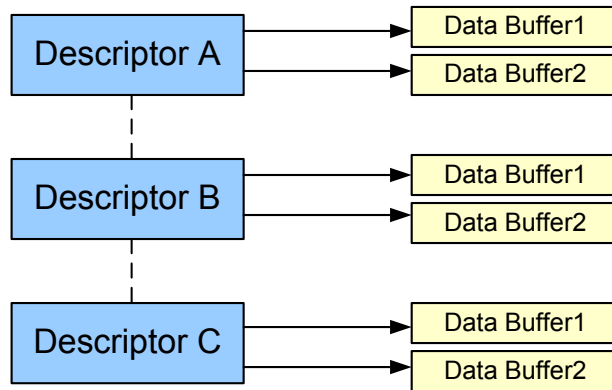 Descriptor A
Data Buffer1
Data Buffer2
Descriptor B
Data Buffer1
Data Buffer2
Descriptor C
Data Buffer1
Data Buffer2